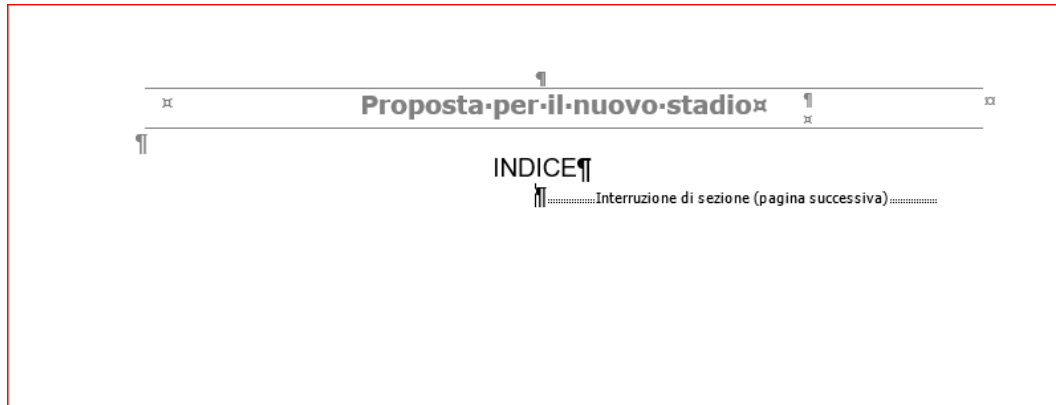 ¶
¤ Proposta·per·il·nuovo·stadio¤ ¶ ¤
¤
¶
INDICE¶
¶ Interruzione di sezione (pagina successiva)